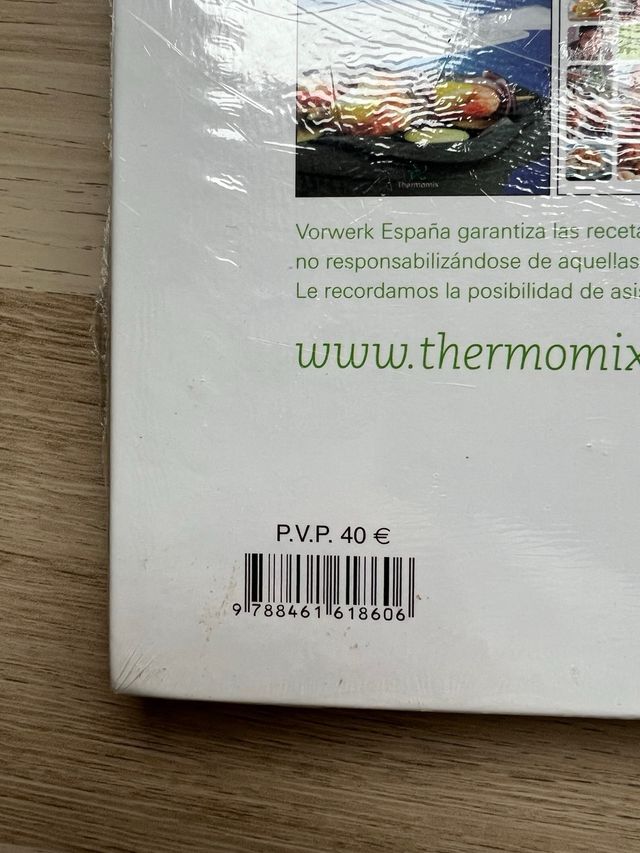 Thermomix
Vorwerk España garantiza las receta
no responsabilizándose de aquellas
Le recordamos la posibilidad de asis
www.thermomix
P.V.P. 40 €
9 788461 618606